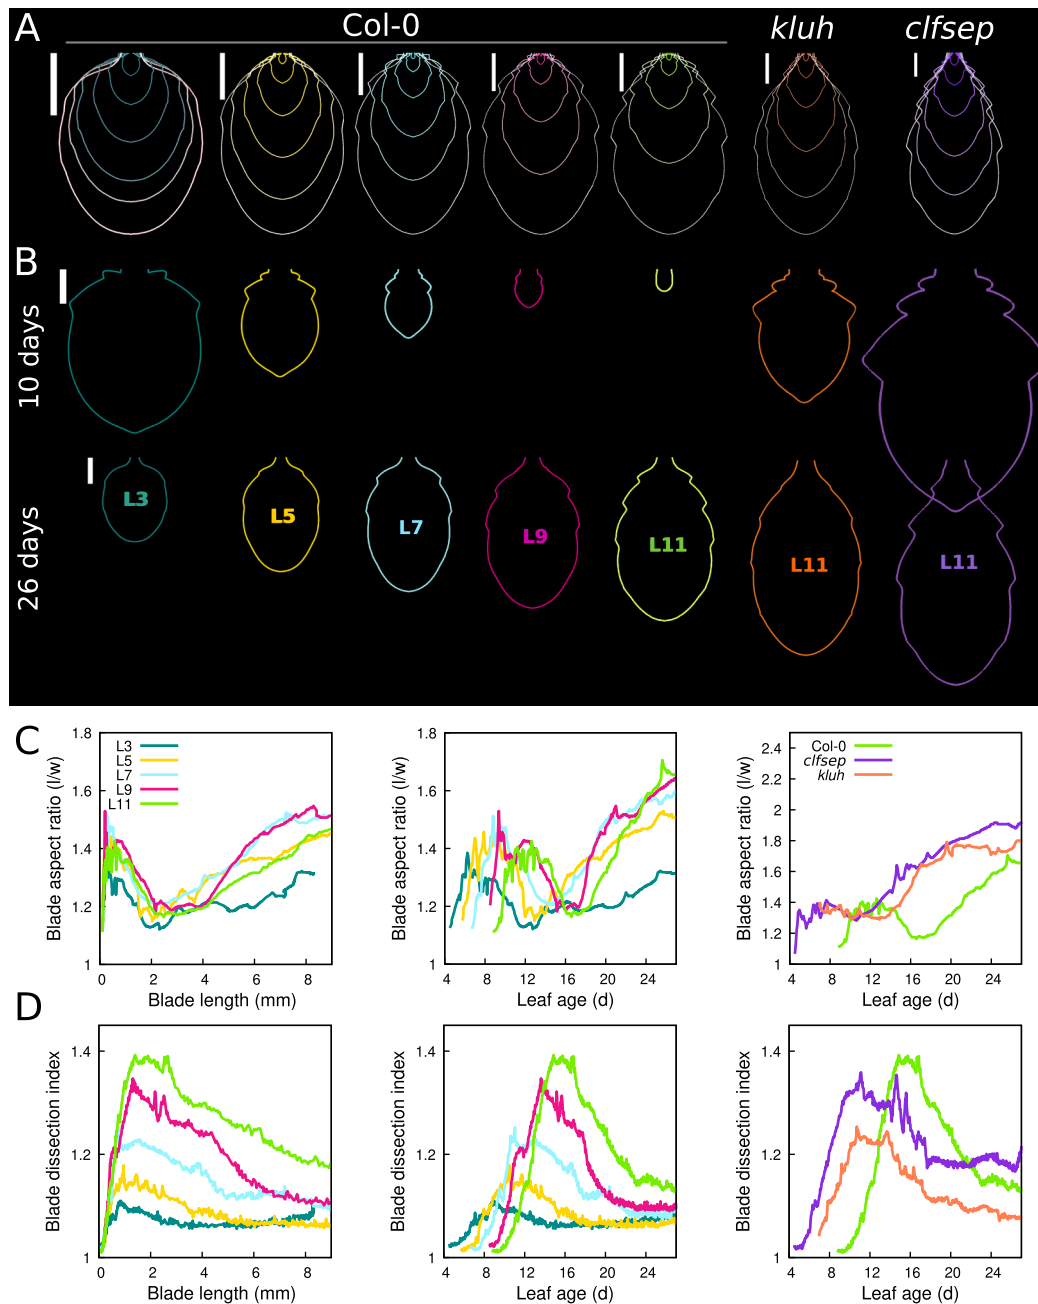 A
Col-0
kluh
clfsep
B
10 days
26 days
L3
L5
L7
L9
L11
L11
L11
C
Blade aspect ratio (l/w)
1.8
1.6
1.4
1.2
1
L3
L5
L7
L9
L11
0 2 4 6 8
Blade length (mm)
Blade aspect ratio (l/w)
1.8
1.6
1.4
1.2
1
4 8 12 16 20 24
Leaf age (d)
Blade aspect ratio (l/w)
2.4
2.2
2
1.8
1.6
1.4
1.2
1
Col-0
clfsep
kluh
4 8 12 16 20 24
Leaf age (d)
D
Blade dissection index
1.4
1.2
1
0 2 4 6 8
Blade length (mm)
Blade dissection index
1.4
1.2
1
4 8 12 16 20 24
Leaf age (d)
Blade dissection index
1.4
1.2
1
4 8 12 16 20 24
Leaf age (d)